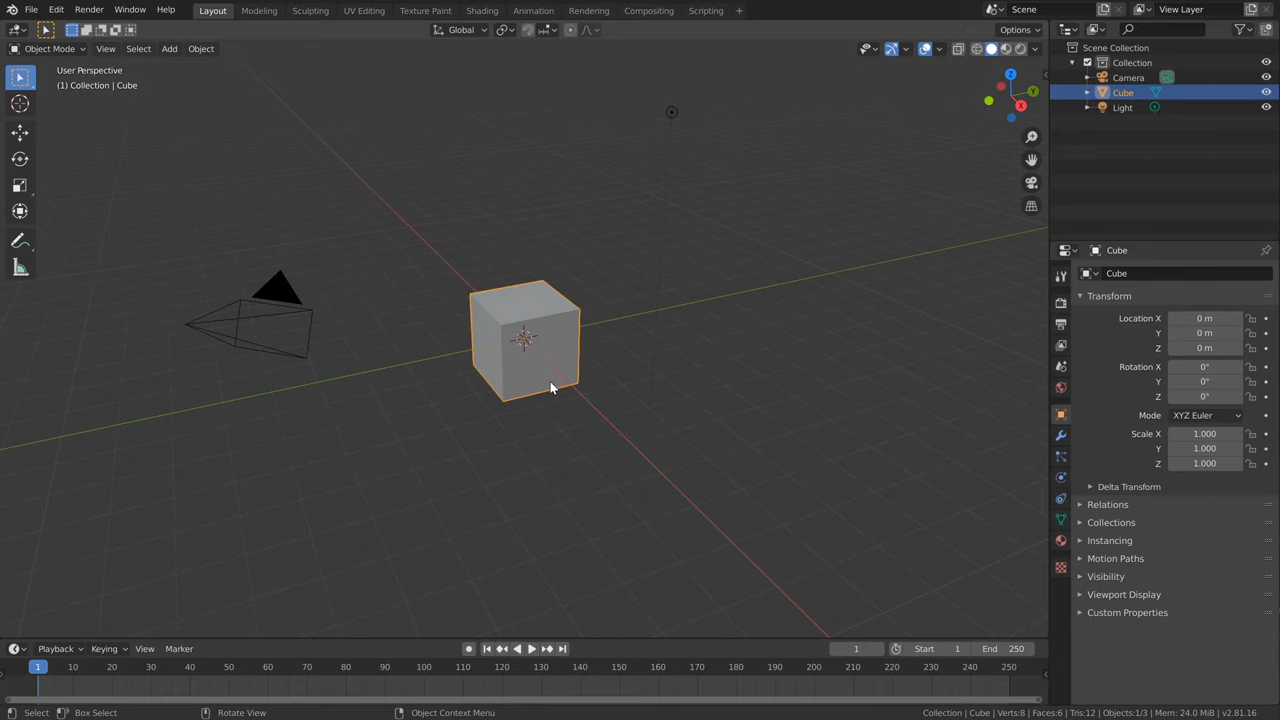 File Edit Render Window Help Layout Modeling Sculpting UV Editing Texture Paint Shading Animation Rendering Compositing Scripting + Scene View Layer
Global Options
Object Mode View Select Add Object
User Perspective
(1) Collection | Cube
Z
Y
X
Scene Collection
Collection
Camera
Cube
Light
Cube
Cube
Transform
Location X 0 m
Y 0 m
Z 0 m
Rotation X 0°
Y 0°
Z 0°
Mode XYZ Euler
Scale X 1.000
Y 1.000
Z 1.000
Delta Transform
Relations
Collections
Instancing
Motion Paths
Visibility
Viewport Display
Custom Properties
Playback Keying View Marker 1 Start 1 End 250
1 10 20 30 40 50 60 70 80 90 100 110 120 130 140 150 160 170 180 190 200 210 220 230 240 250
Select Box Select Rotate View Object Context Menu Collection | Cube | Verts:8 | Faces:6 | Tris:12 | Objects:1/3 | Mem: 24.0 MiB | v2.81.16